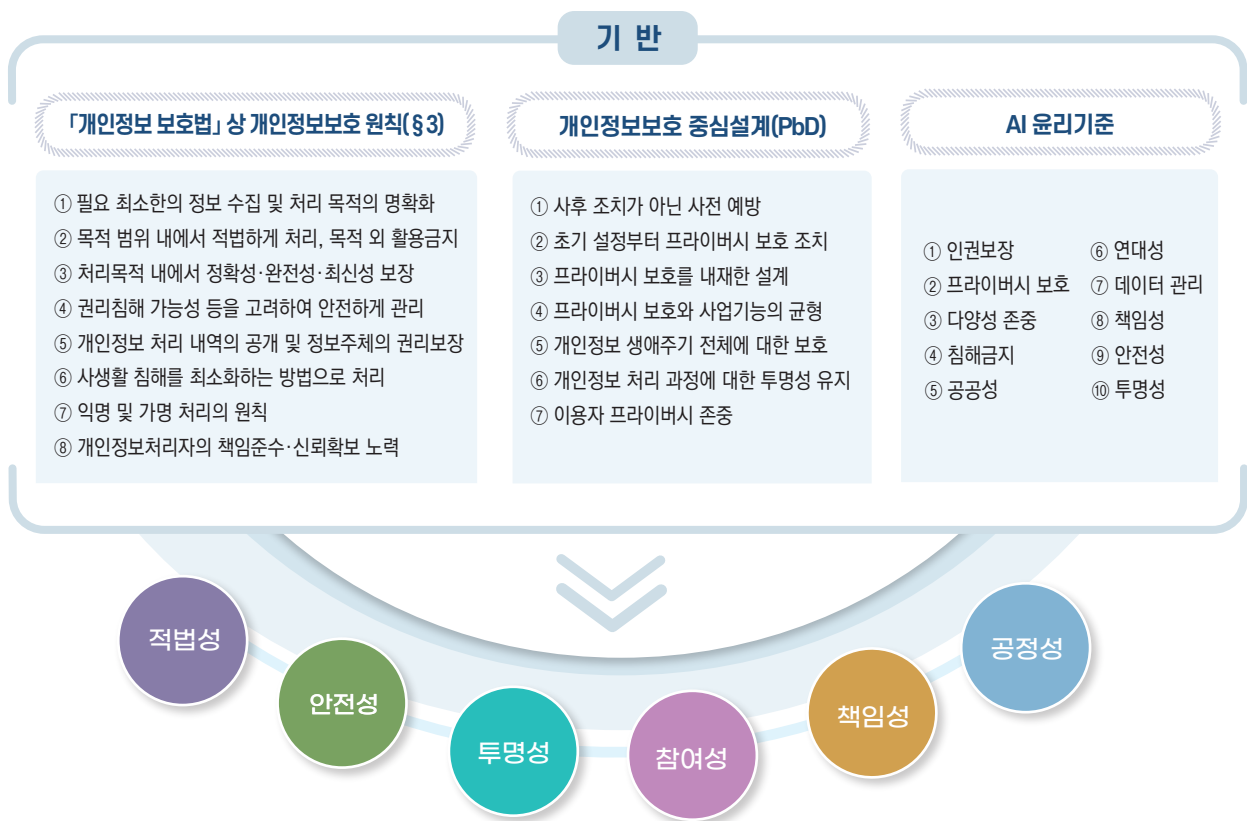 기 반
「개인정보 보호법」 상 개인정보보호 원칙(§3)
① 필요 최소한의 정보 수집 및 처리 목적의 명확화
② 목적 범위 내에서 적법하게 처리, 목적 외 활용금지
③ 처리목적 내에서 정확성·완전성·최신성 보장
④ 권리침해 가능성 등을 고려하여 안전하게 관리
⑤ 개인정보 처리 내역의 공개 및 정보주체의 권리보장
⑥ 사생활 침해를 최소화하는 방법으로 처리
⑦ 익명 및 가명 처리의 원칙
⑧ 개인정보처리자의 책임준수·신뢰확보 노력
개인정보보호 중심설계(PbD)
① 사후 조치가 아닌 사전 예방
② 초기 설정부터 프라이버시 보호 조치
③ 프라이버시 보호를 내재한 설계
④ 프라이버시 보호와 사업기능의 균형
⑤ 개인정보 생애주기 전체에 대한 보호
⑥ 개인정보 처리 과정에 대한 투명성 유지
⑦ 이용자 프라이버시 존중
AI 윤리기준
① 인권보장
② 프라이버시 보호
③ 다양성 존중
④ 침해금지
⑤ 공공성
⑥ 연대성
⑦ 데이터 관리
⑧ 책임성
⑨ 안전성
⑩ 투명성
적법성
안전성
투명성
참여성
책임성
공정성